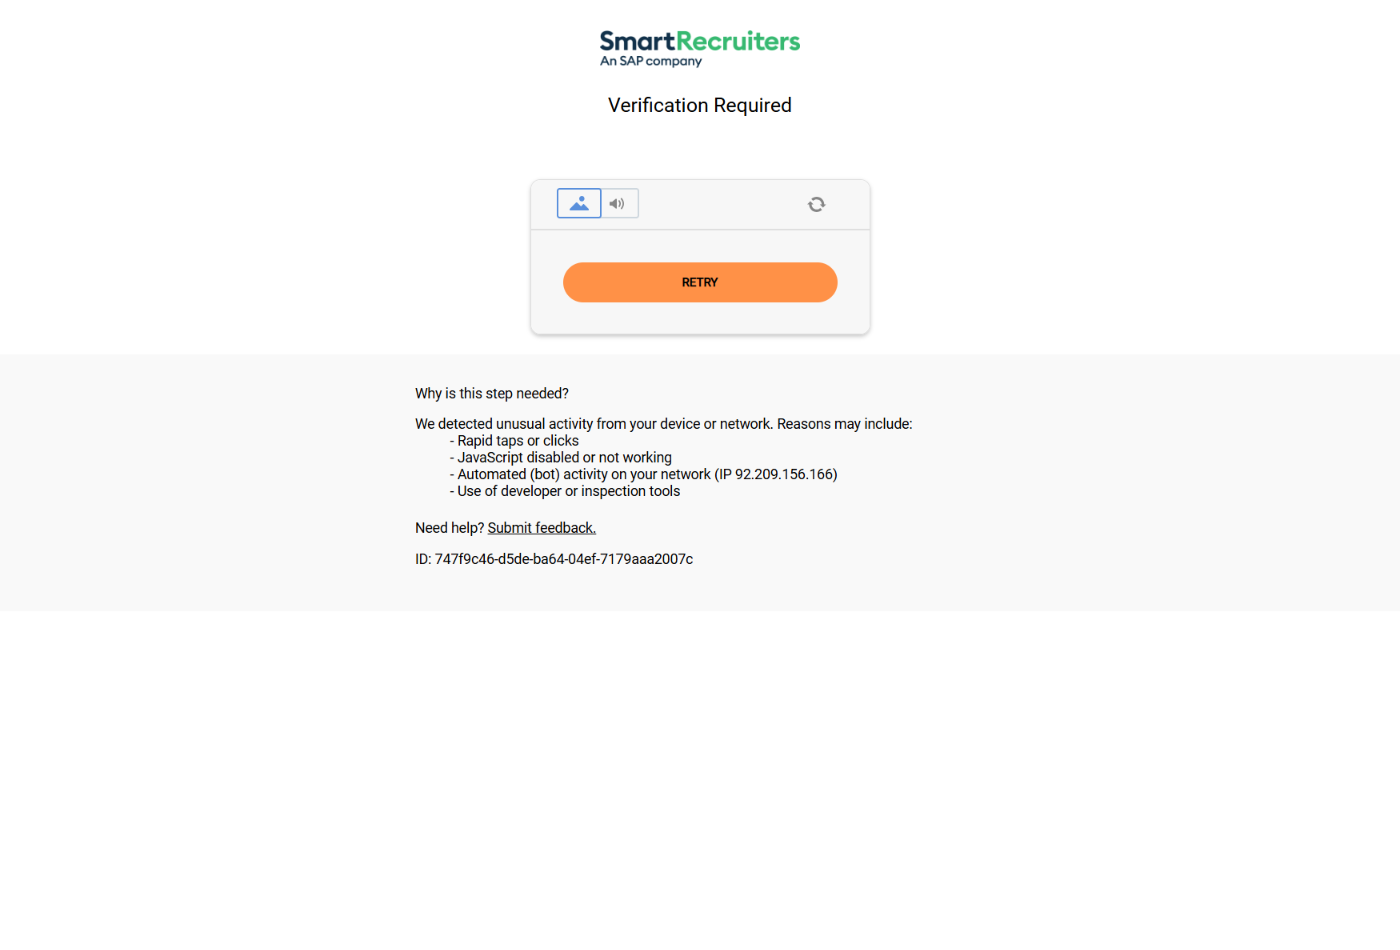 SmartRecruiters
An SAP company
Verification Required
RETRY
Why is this step needed?
We detected unusual activity from your device or network. Reasons may include:
- Rapid taps or clicks
- JavaScript disabled or not working
- Automated (bot) activity on your network (IP 92.209.156.166)
- Use of developer or inspection tools
Need help? Submit feedback.
ID: 747f9c46-d5de-ba64-04ef-7179aaa2007c